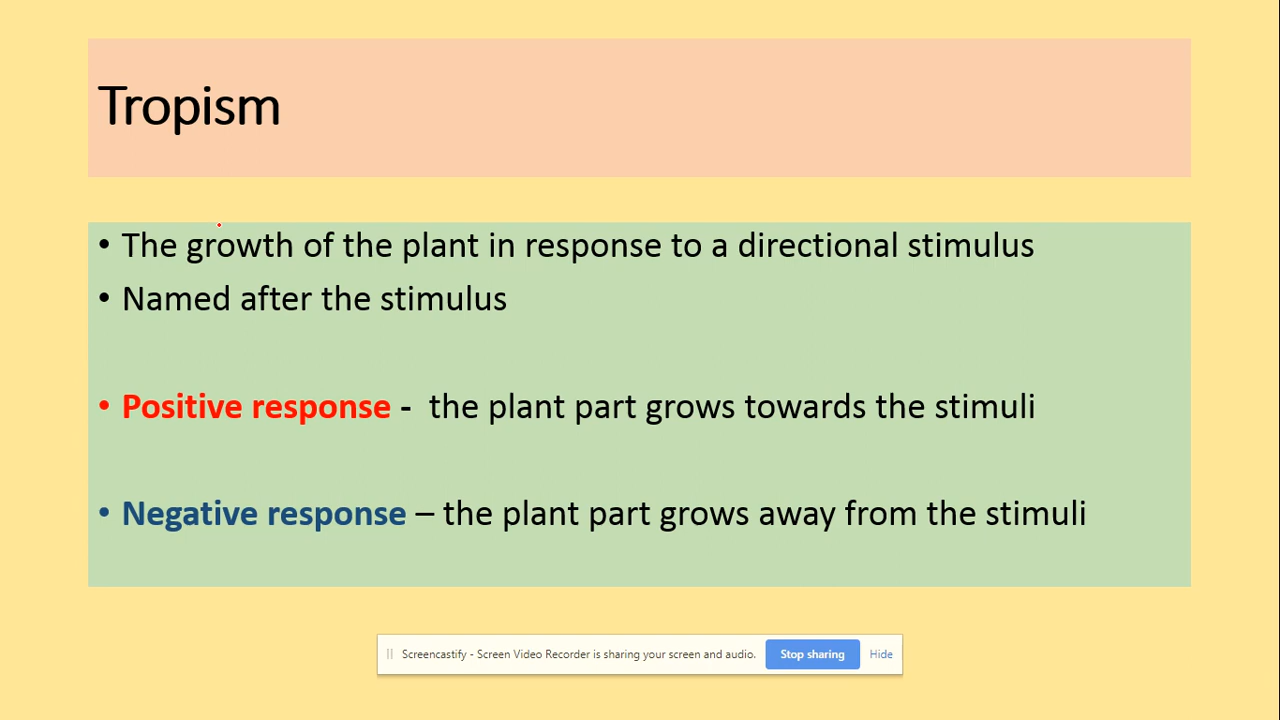 Tropism
• The growth of the plant in response to a directional stimulus
• Named after the stimulus
• Positive response -  the plant part grows towards the stimuli
• Negative response – the plant part grows away from the stimuli
Screencastify - Screen Video Recorder is sharing your screen and audio. Stop sharing Hide